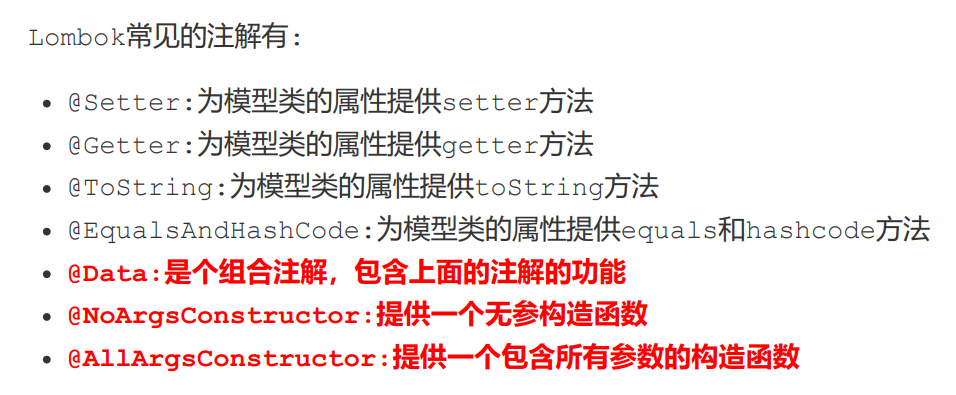 Lombok常见的注解有:
• @Setter:为模型类的属性提供setter方法
• @Getter:为模型类的属性提供getter方法
• @ToString:为模型类的属性提供toString方法
• @EqualsAndHashCode:为模型类的属性提供equals和hashcode方法
• @Data:是个组合注解，包含上面的注解的功能
• @NoArgsConstructor:提供一个无参构造函数
• @AllArgsConstructor:提供一个包含所有参数的构造函数